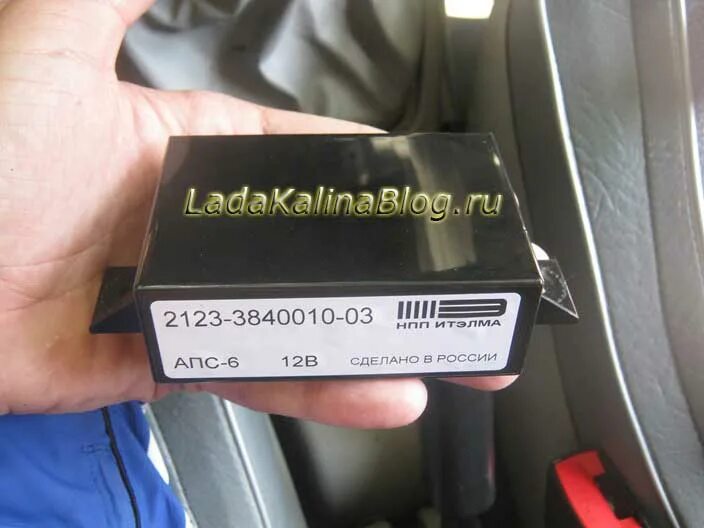 LadaKalinaBlog.ru
2123-3840010-03
НПП ИТЭЛМА
АПС-6 12В СДЕЛАНО В РОССИИ